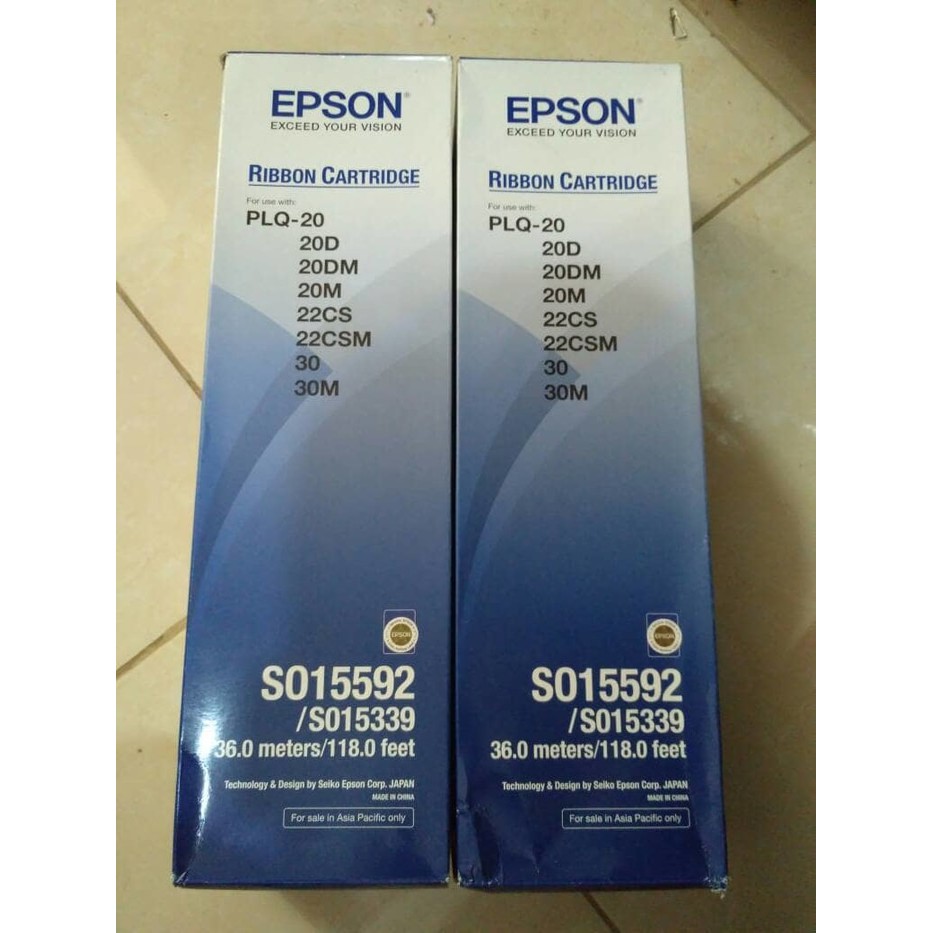 EPSON®
EXCEED YOUR VISION
RIBBON CARTRIDGE
For use with:
PLQ-20
20D
20DM
20M
22CS
22CSM
30
30M
EPSON
S015592
/S015339
36.0 meters/118.0 feet
Technology & Design by Seiko Epson Corp. JAPAN
MADE IN CHINA
For sale in Asia Pacific only
EPSON®
EXCEED YOUR VISION
RIBBON CARTRIDGE
For use with:
PLQ-20
20D
20DM
20M
22CS
22CSM
30
30M
EPSON
S015592
/S015339
36.0 meters/118.0 feet
Technology & Design by Seiko Epson Corp. JAPAN
MADE IN CHINA
For sale in Asia Pacific only